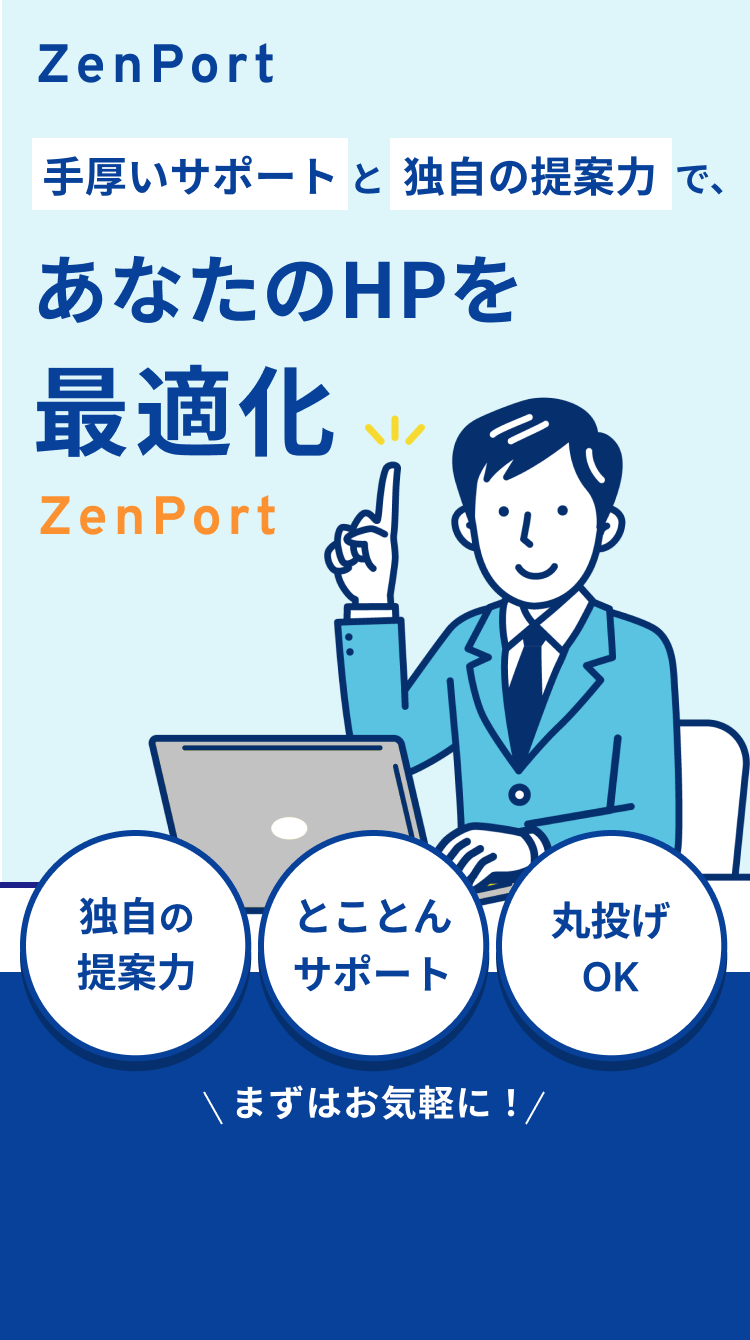 ZenPort
手厚いサポートと独自の提案力で、
あなたのHPを
最適化
ZenPort
独自の
提案力
とことん
サポート
丸投げ
OK
\ まずはお気軽に！/